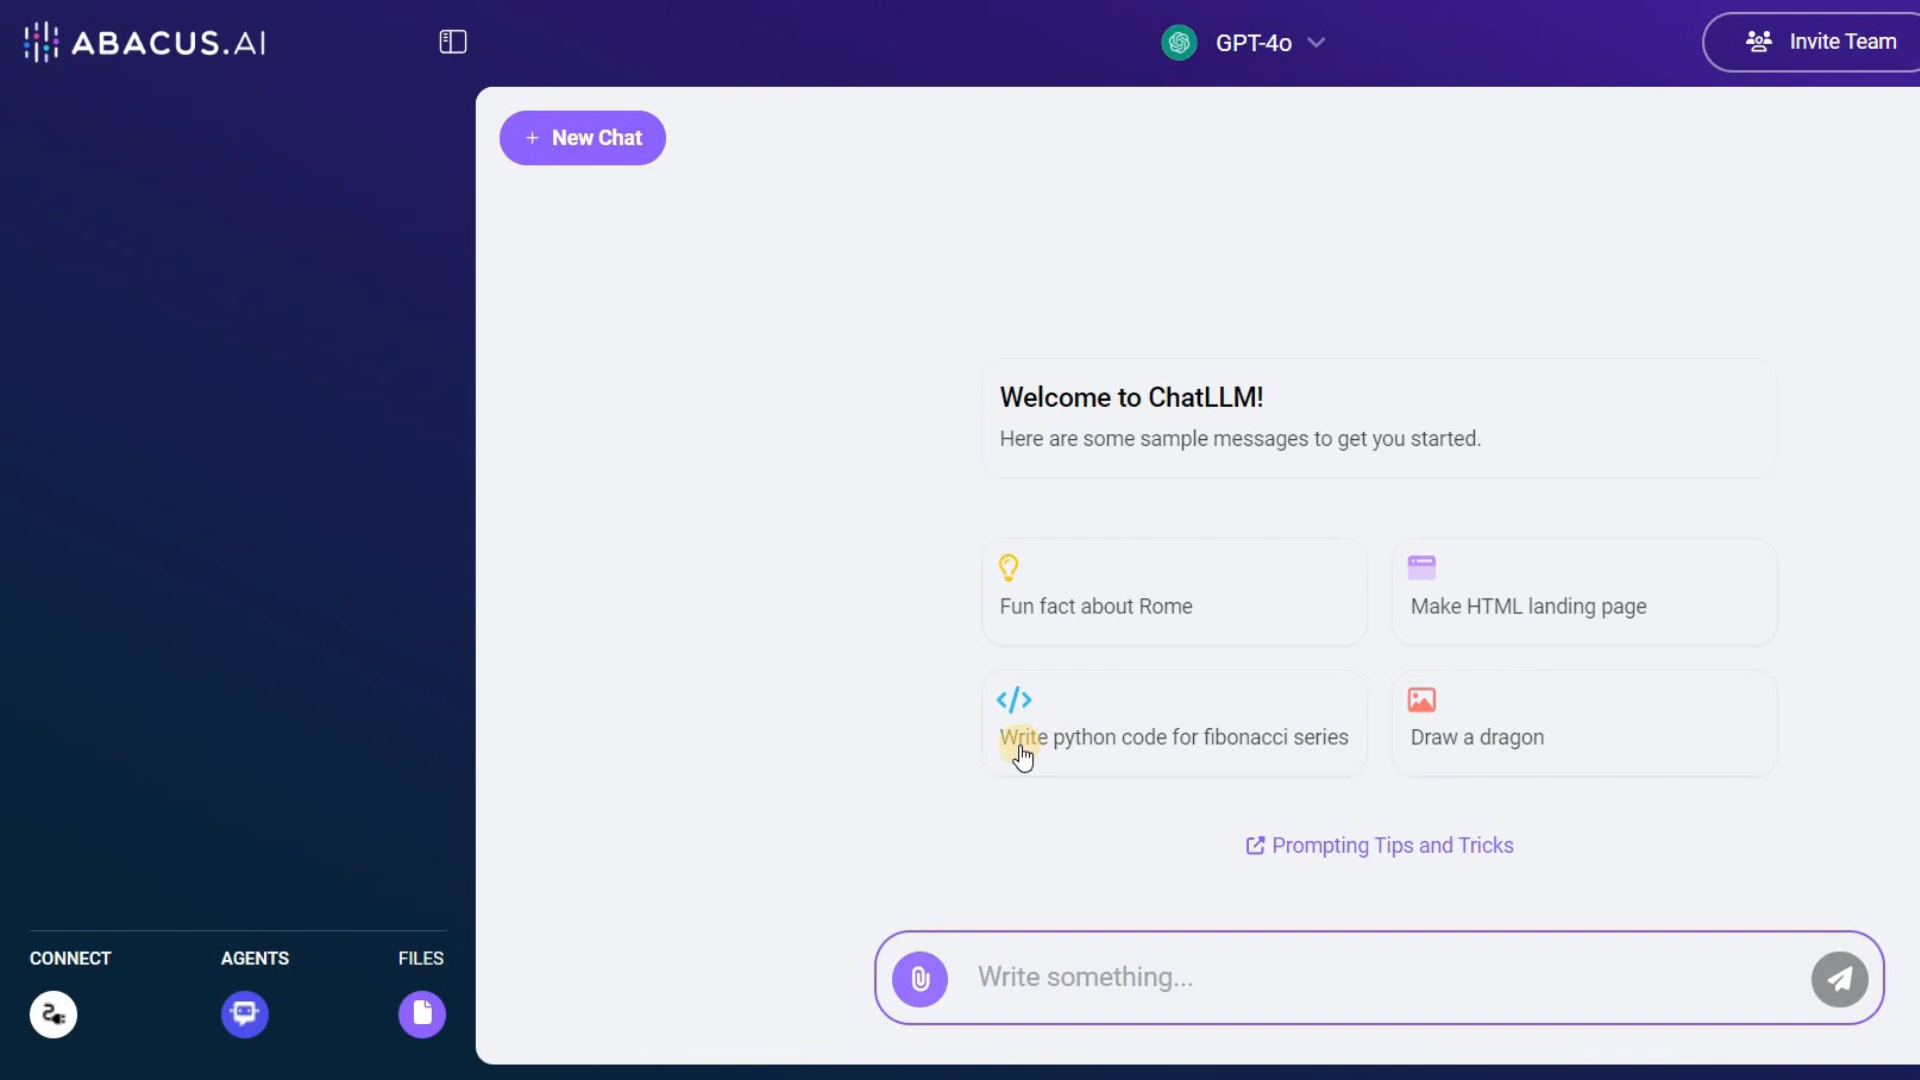 ABACUS.AI
GPT-4o
Invite Team
+ New Chat
Welcome to ChatLLM!
Here are some sample messages to get you started.
Fun fact about Rome
Make HTML landing page
</>
Write python code for fibonacci series
Draw a dragon
Prompting Tips and Tricks
Write something...
CONNECT
AGENTS
FILES